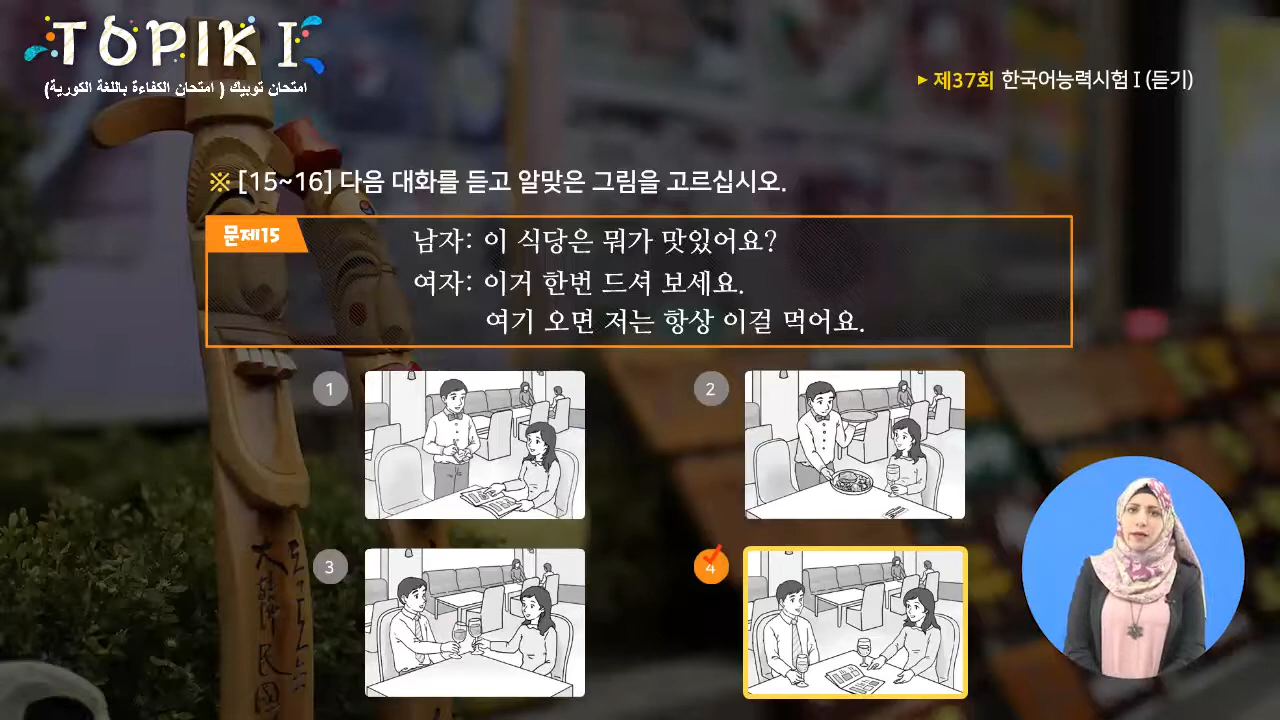 TOPIK I
امتحان توبيك ( امتحان الكفاءة باللغة الكورية)
▶ 제37회 한국어능력시험 I (듣기)
※ [15~16] 다음 대화를 듣고 알맞은 그림을 고르십시오.
문제15
남자: 이 식당은 뭐가 맛있어요?
여자: 이거 한번 드셔 보세요.
여기 오면 저는 항상 이걸 먹어요.
1
2
3
4
大韓民國